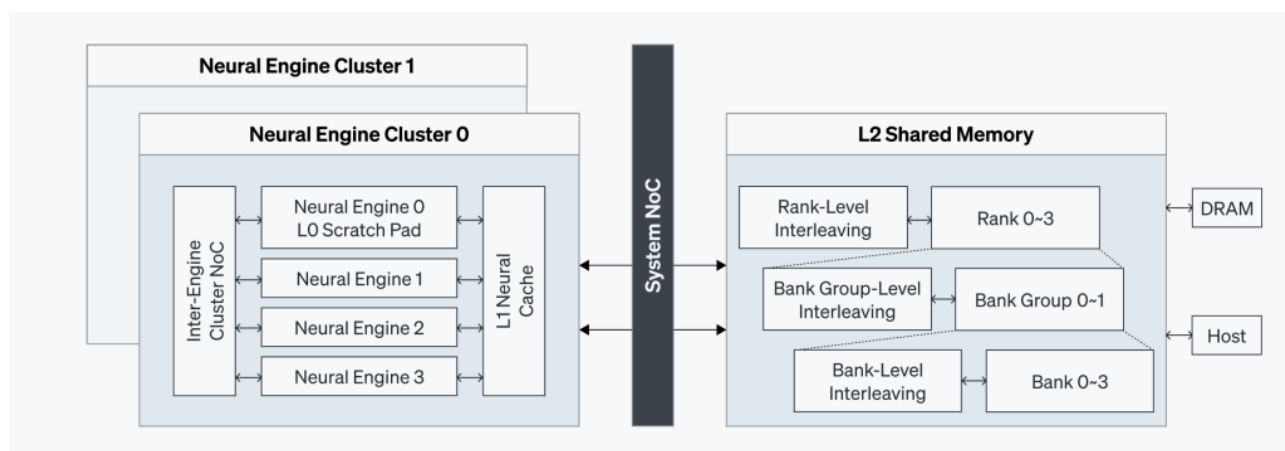 Neural Engine Cluster 1
Neural Engine Cluster 0
Inter-Engine
Cluster NoC
Neural Engine 0
L0 Scratch Pad
Neural Engine 1
Neural Engine 2
Neural Engine 3
L1 Neural
Cache
System NoC
L2 Shared Memory
Rank-Level
Interleaving
Rank 0~3
Bank Group-Level
Interleaving
Bank Group 0~1
Bank-Level
Interleaving
Bank 0~3
DRAM
Host